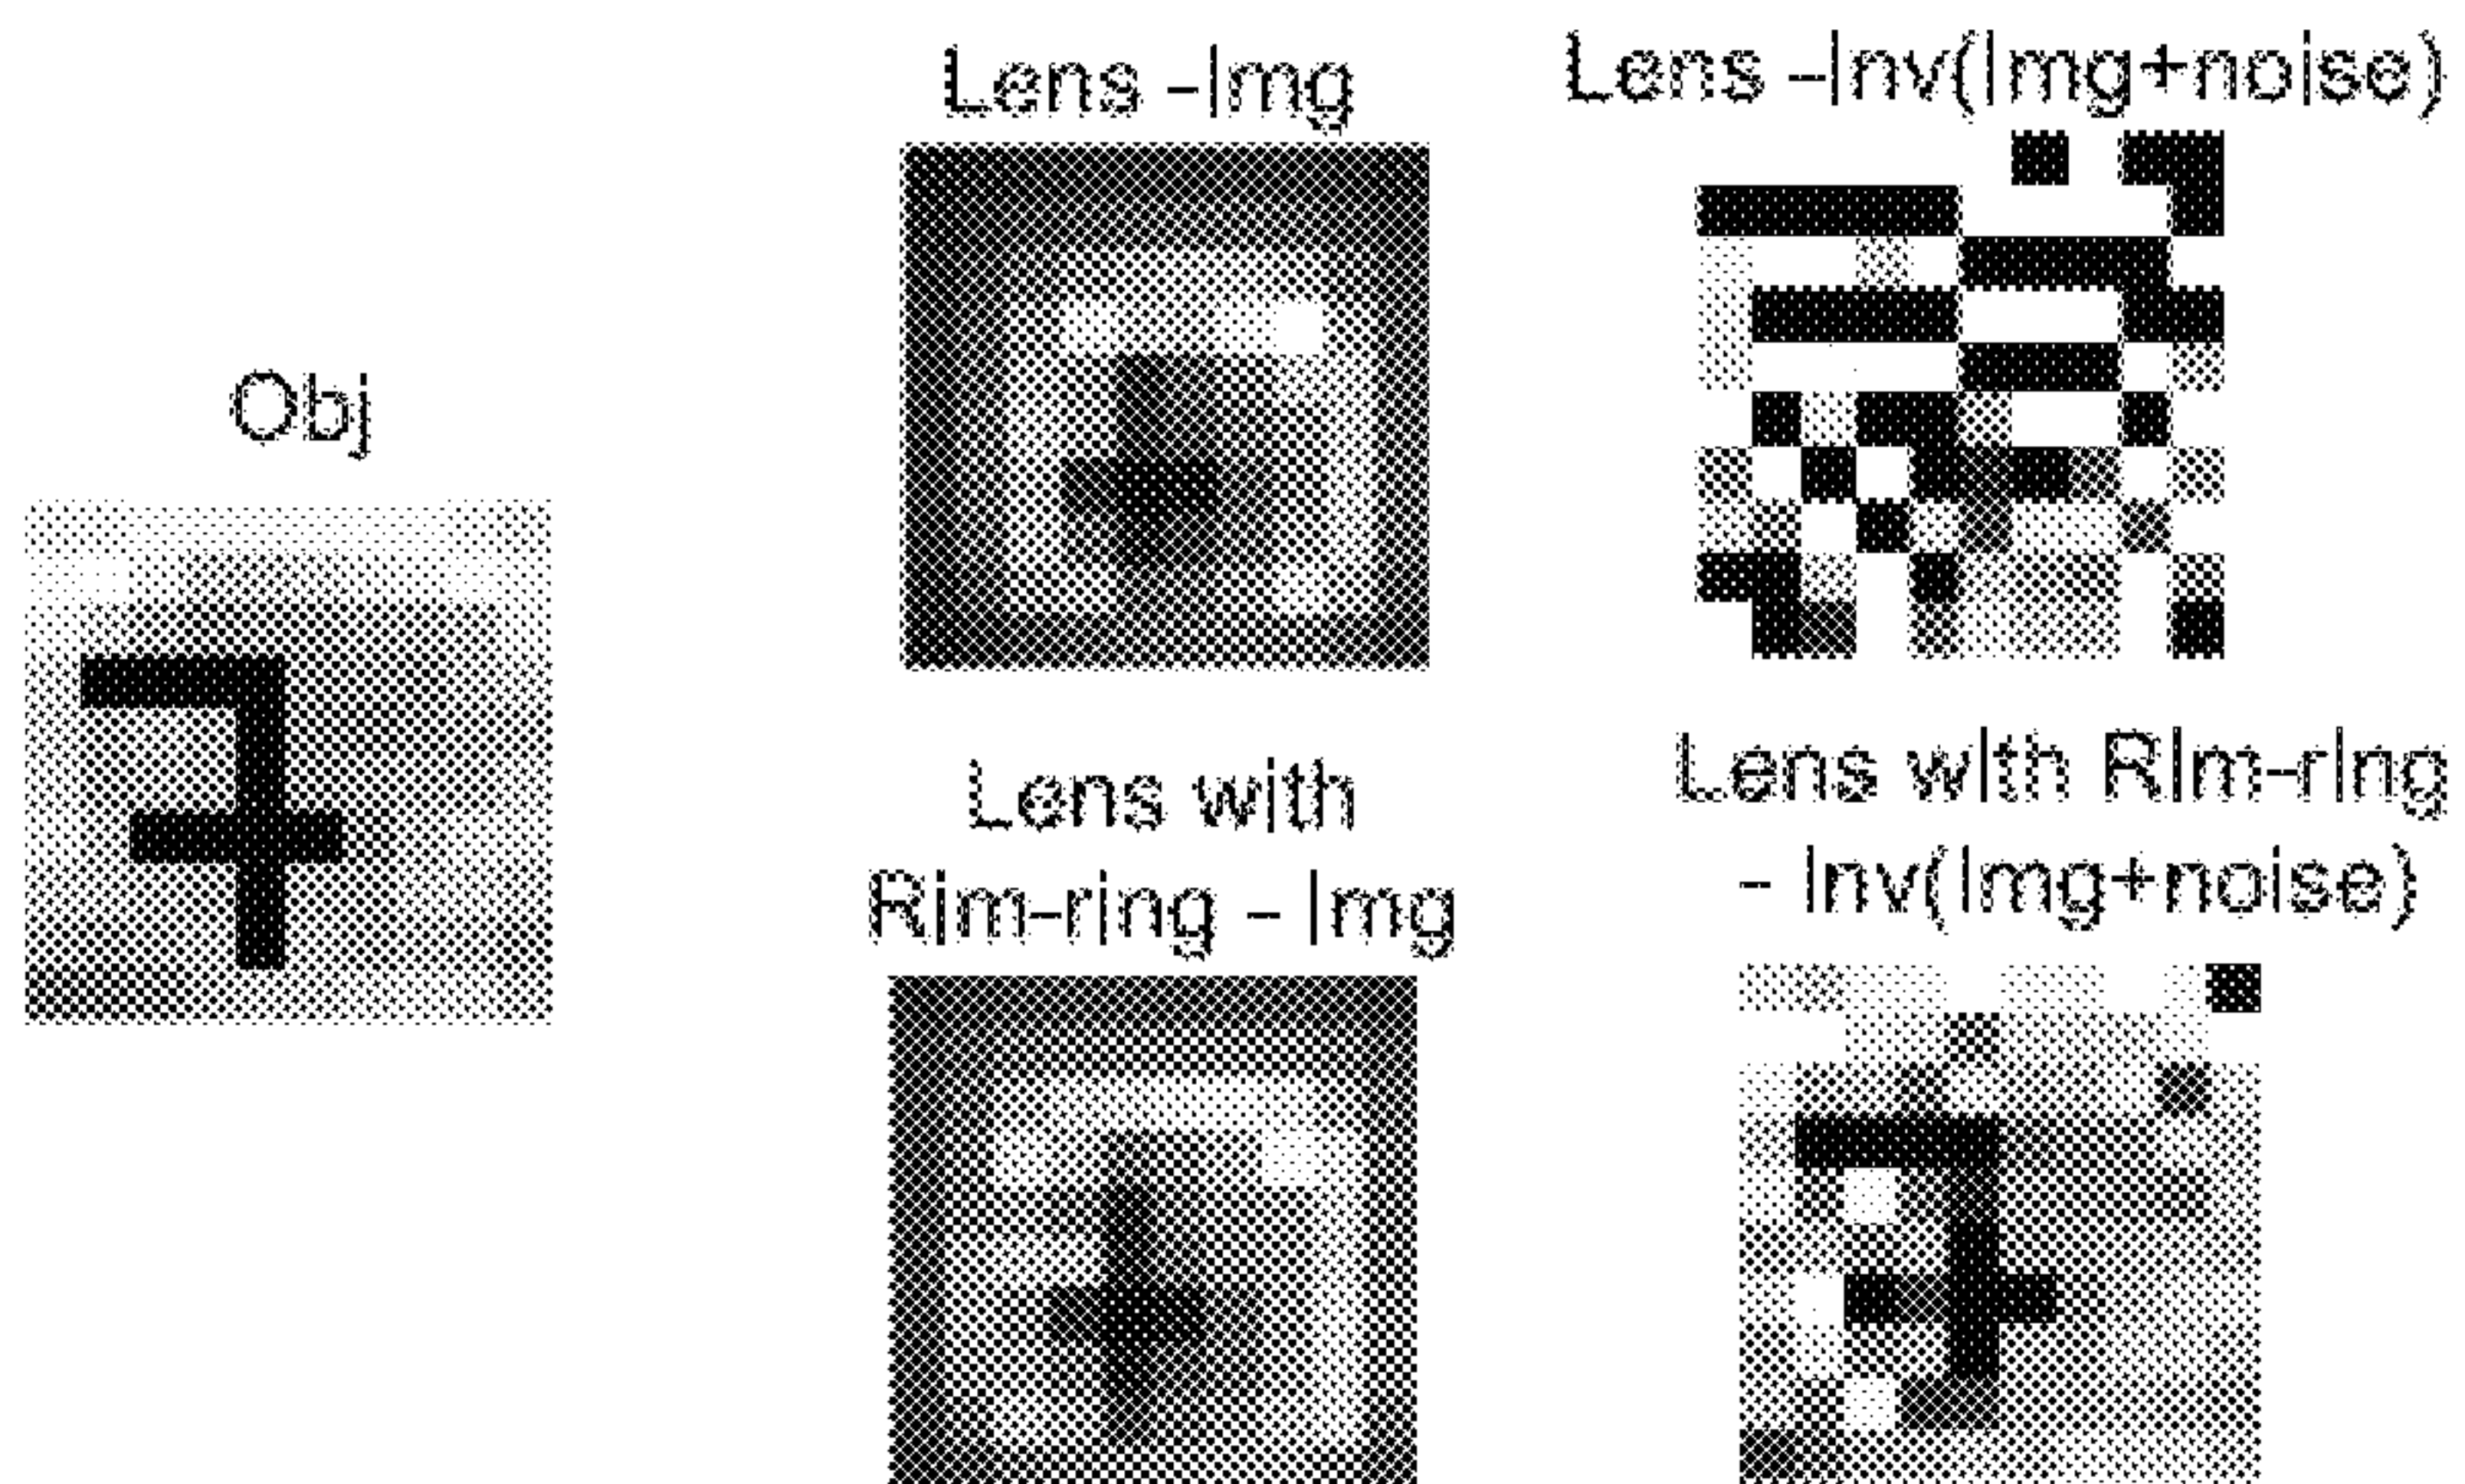 Obj
Lens -Img
Lens -Inv(Img+noise)
Lens with
Rim-ring - Img
Lens with Rim-ring
- Inv(Img+noise)